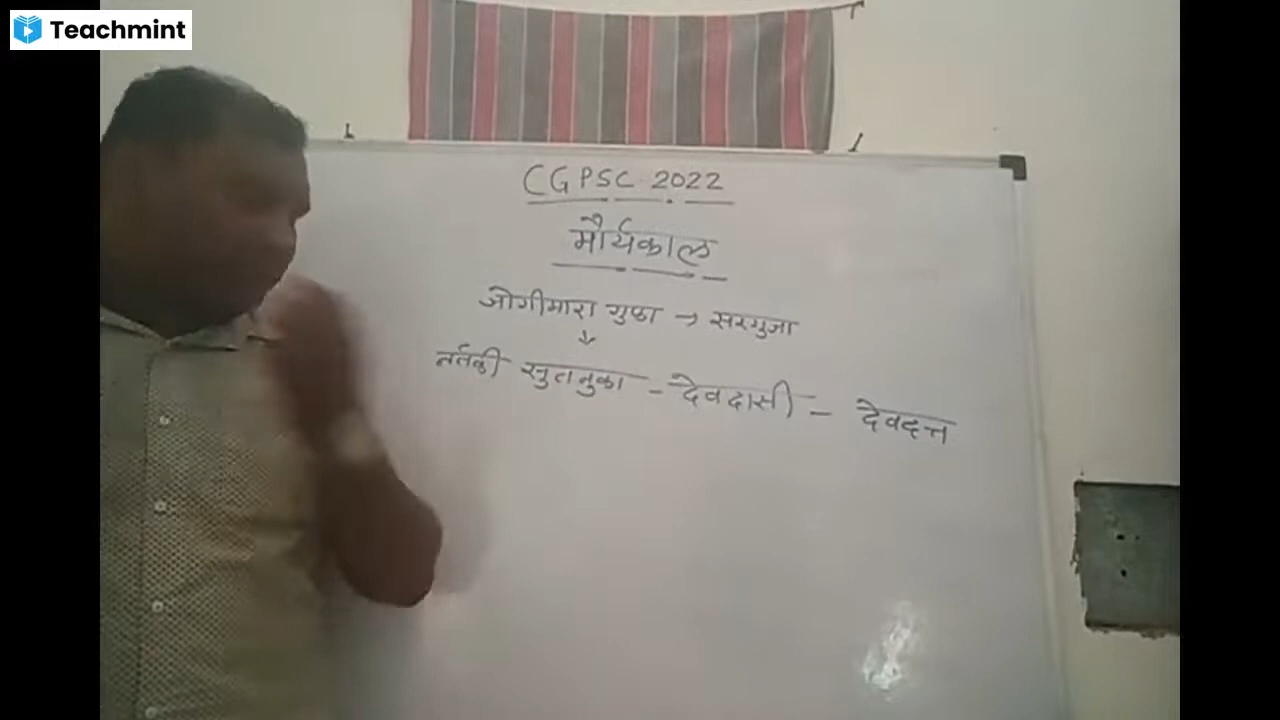 Teachmint
CGPSC 2022
मौर्यकाल
जोगीमारा गुफा → सरगुजा
नर्तकी सुतनुका - देवदासी - देवदत्त